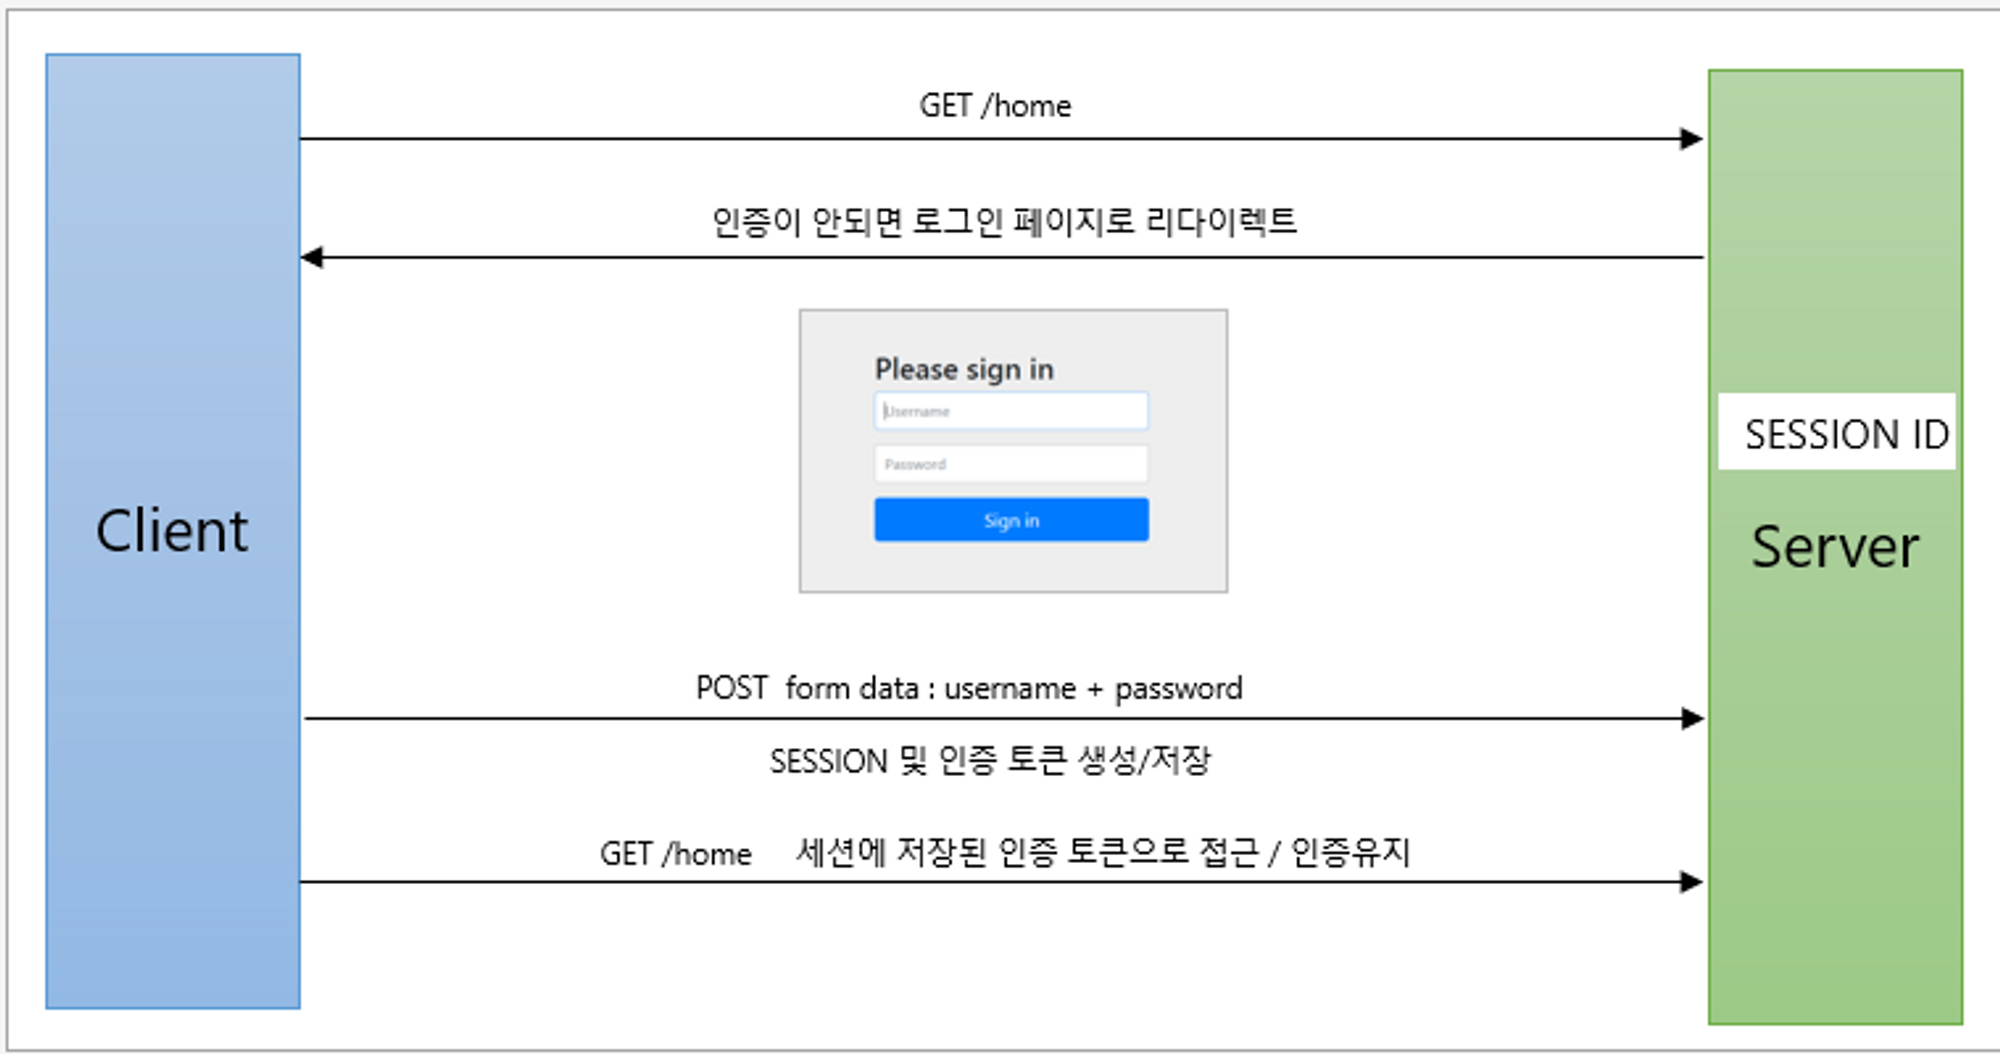 GET /home
인증이 안되면 로그인 페이지로 리다이렉트
Please sign in
Username
Password
Sign in
SESSION ID
Client
Server
POST form data : username + password
SESSION 및 인증 토큰 생성/저장
GET /home 세션에 저장된 인증 토큰으로 접근 / 인증유지